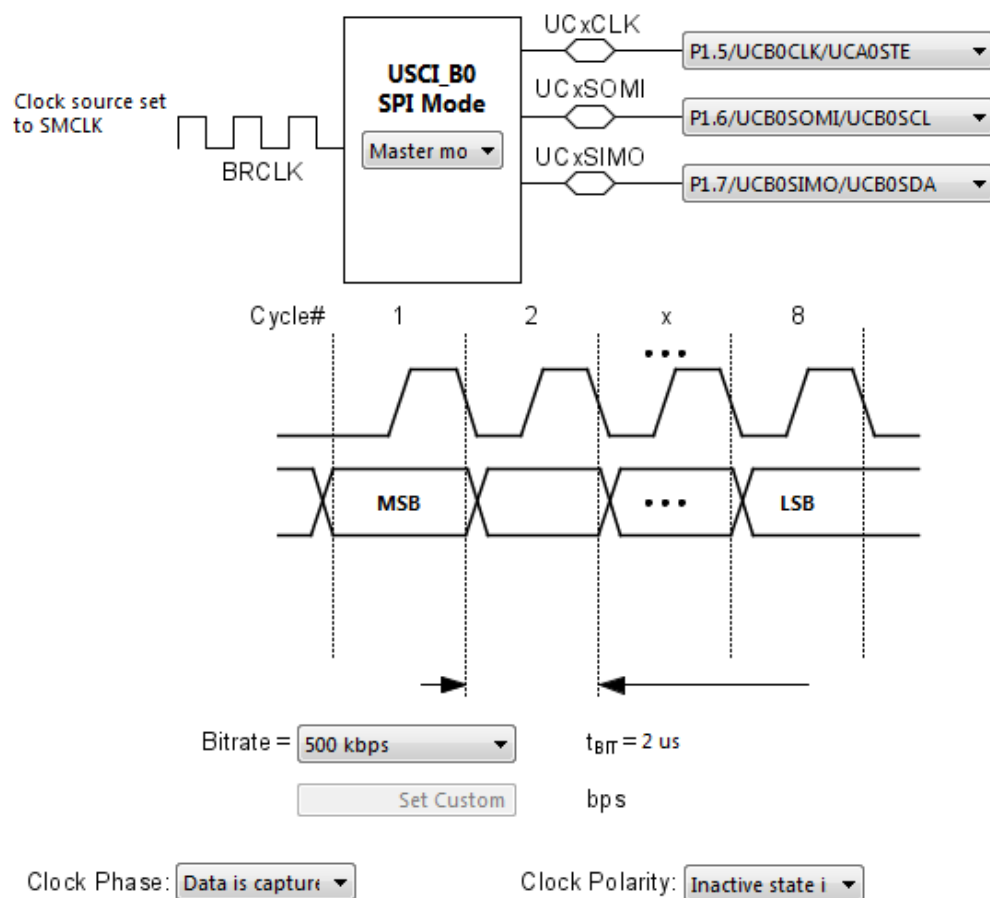 UCxCLK
P1.5/UCB0CLK/UCA0STE
USCI_B0
SPI Mode
UCxSOMI
Clock source set
to SMCLK
P1.6/UCB0SOMI/UCB0SCL
Master mo
BRCLK
UCxSIMO
P1.7/UCB0SIMO/UCB0SDA
Cycle# 1 2 x 8
•••
MSB ••• LSB
Bitrate = 500 kbps tBIT = 2 us
Set Custom bps
Clock Phase: Data is capture Clock Polarity: Inactive state i